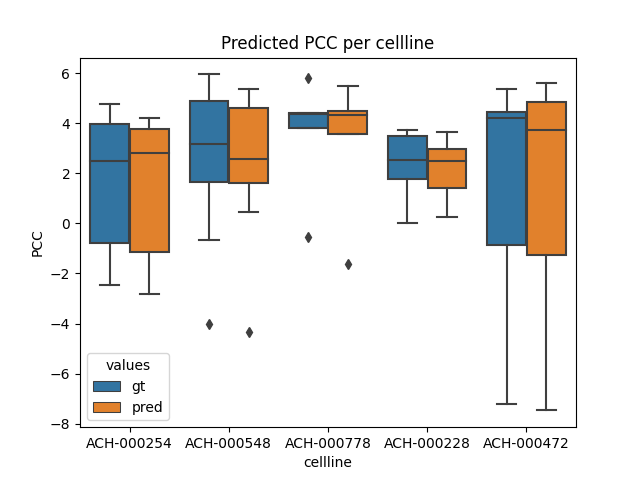 Predicted PCC per cellline
6
4
2
0
−2
−4
−6
−8
PCC
values
gt
pred
ACH-000254 ACH-000548 ACH-000778 ACH-000228 ACH-000472
cellline